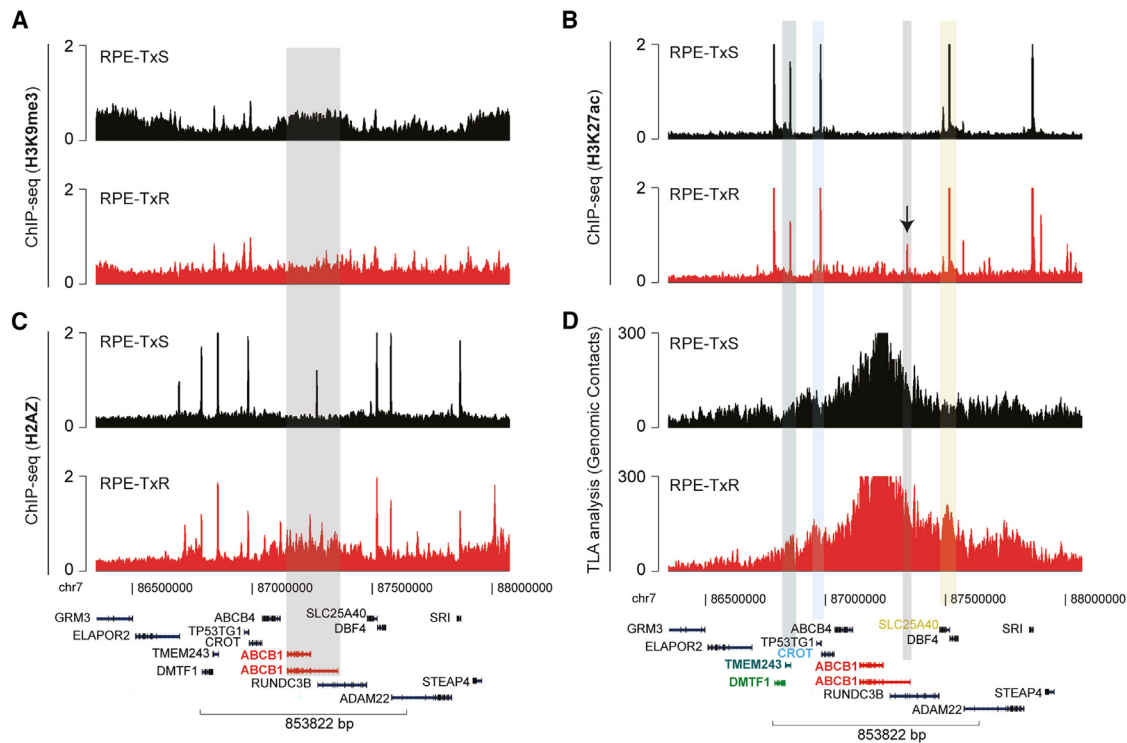 A
ChIP-seq (H3K9me3)
2
RPE-TxS
0
2
RPE-TxR
0
B
ChIP-seq (H3K27ac)
2
RPE-TxS
0
2
RPE-TxR
0
C
ChIP-seq (H2AZ)
2
RPE-TxS
0
2
RPE-TxR
0
chr7 86500000 87000000 87500000 88000000
GRM3 ABCB4 SLC25A40 SRI
ELAPOR2 TP53TG1 DBF4
CROT
TMEM243 ABCB1
DMTF1 ABCB1 STEAP4
RUNDC3B
ADAM22
853822 bp
D
TLA analysis (Genomic Contacts)
300
RPE-TxS
0
300
RPE-TxR
0
chr7 86500000 87000000 87500000 88000000
GRM3 ABCB4 SLC25A40 SRI
ELAPOR2 TP53TG1 DBF4
CROT
TMEM243 ABCB1
DMTF1 ABCB1
RUNDC3B STEAP4
ADAM22
853822 bp